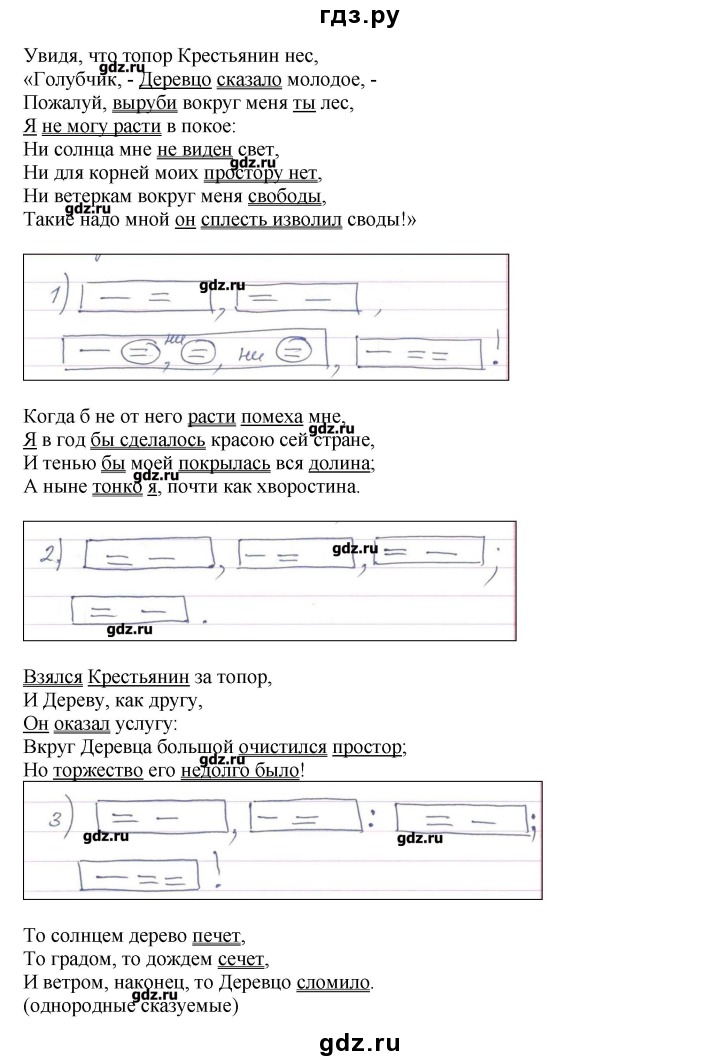 гдз.ру
Увидя, что топор Крестьянин нес,
gdz.ru
«Голубчик, - Деревцо сказало молодое, -
Пожалуй, выруби вокруг меня ты лес,
Я не могу расти в покое:
Ни солнца мне не виден свет,
gdz.ru
Ни для корней моих простору нет,
Ни ветеркам вокруг меня свободы,
gdz.ru
Такие надо мной он сплесть изволил своды!»
gdz.ru
1) — = , = — ,
— = , ни = , ни = , — == !
Когда б не от него расти помеха мне,
Я в год бы сделалось красою сей стране,
И тенью бы моей покрылась вся долина;
gdz.ru
А ныне тонко я, почти как хворостина.
gdz.ru
2) = — , — = , = — ;
= — .
gdz.ru
Взялся Крестьянин за топор,
И Дереву, как другу,
Он оказал услугу:
Вкруг Деревца большой очистился простор;
gdz.ru
Но торжество его недолго было!
3) = — , — = : = — ;
gdz.ru
gdz.ru
— == !
То солнцем дерево печет,
То градом, то дождем сечет,
И ветром, наконец, то Деревцо сломило.
gdz.ru
(однородные сказуемые)
gdz.ru